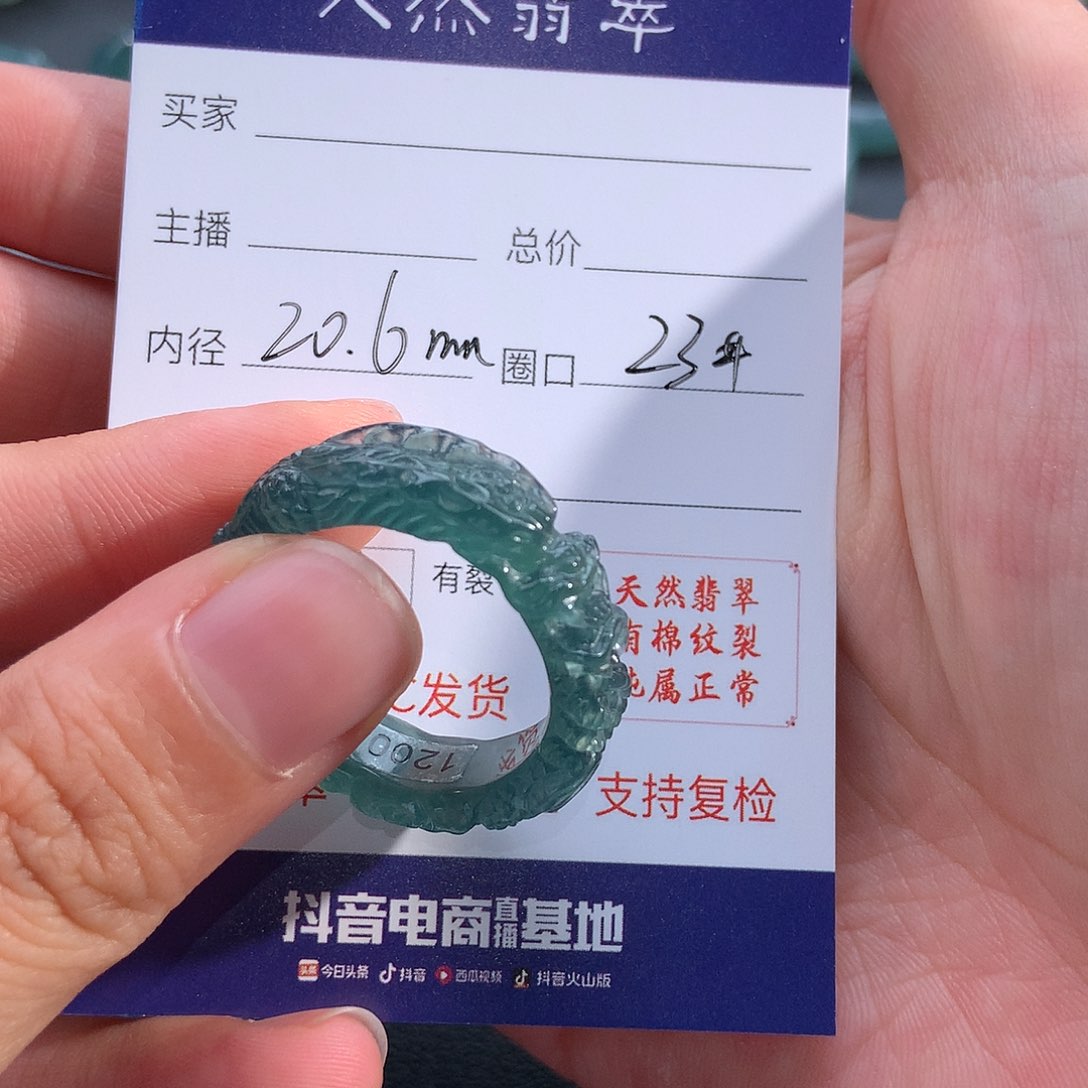 天然翡翠
买家
主播 总价
内径 20.6mm 圈口 23#
有裂
天然翡翠
有棉纹裂
纯属正常
发货
1200
支持复检
抖音电商直播基地
头条 今日头条 抖音 西瓜视频 抖音火山版